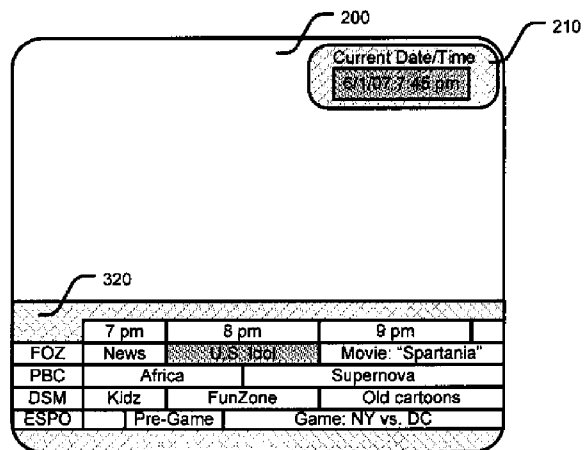 200
210
Current Date/Time
6/1/07 7:45 pm
320
7 pm 8 pm 9 pm
FOZ News U.S. Idol Movie: "Spartania"
PBC Africa Supernova
DSM Kidz FunZone Old cartoons
ESPO Pre-Game Game: NY vs. DC